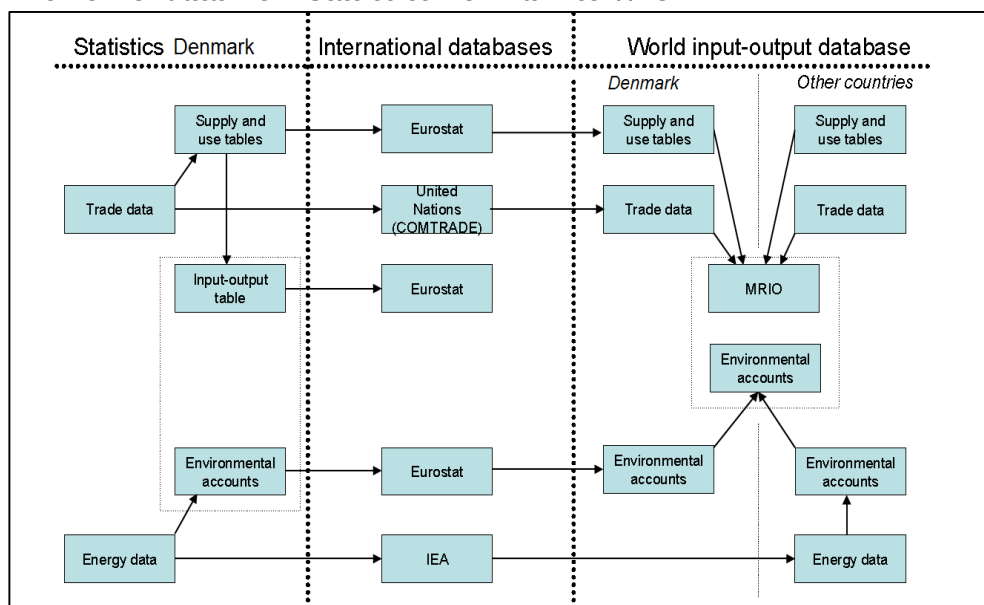 Statistics Denmark
International databases
World input-output database
Denmark
Other countries
Supply and
use tables
Eurostat
Supply and
use tables
Supply and
use tables
Trade data
United
Nations
(COMTRADE)
Trade data
Trade data
Input-output
table
Eurostat
MRIO
Environmental
accounts
Environmental
accounts
Eurostat
Environmental
accounts
Environmental
accounts
Energy data
IEA
Energy data